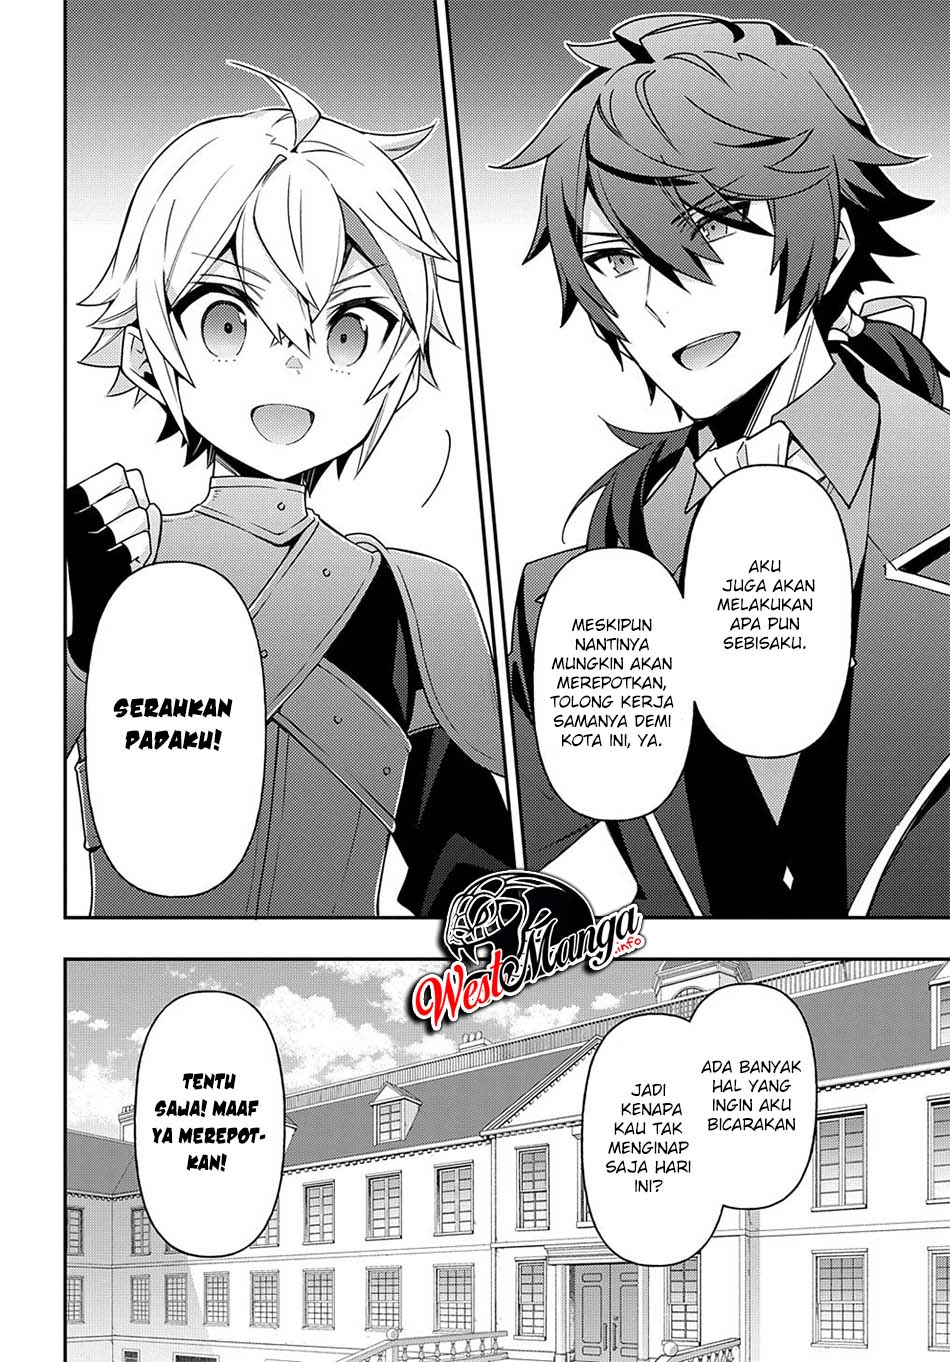 AKU
JUGA AKAN
MELAKUKAN
APA PUN
SEBISAKU.
MESKIPUN
NANTINYA
MUNGKIN AKAN
MEREPOTKAN,
TOLONG KERJA
SAMANYA DEMI
KOTA INI, YA.
SERAHKAN
PADAKU!
WestManga
.info
ADA BANYAK
HAL YANG
INGIN AKU
BICARAKAN
JADI
KENAPA
KAU TAK
MENGINAP
SAJA HARI
INI?
TENTU
SAJA! MAAF
YA MEREPOT-
KAN!